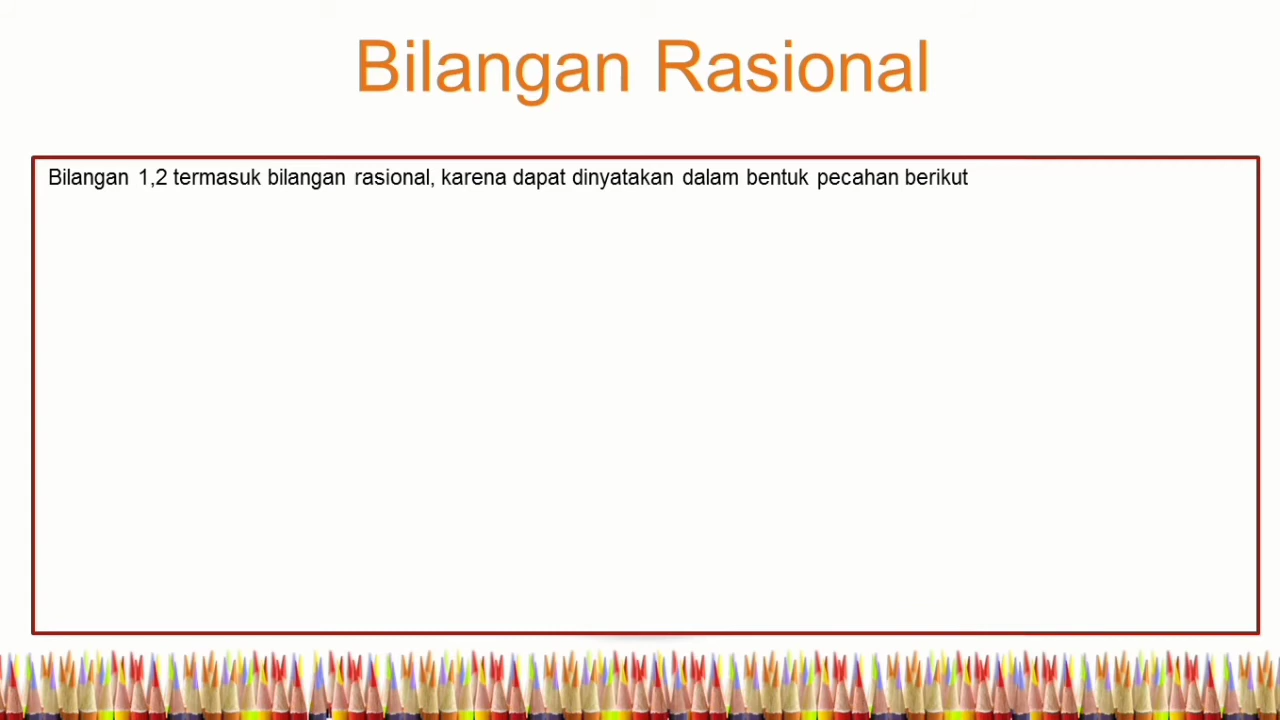 Bilangan Rasional
Bilangan 1,2 termasuk bilangan rasional, karena dapat dinyatakan dalam bentuk pecahan berikut